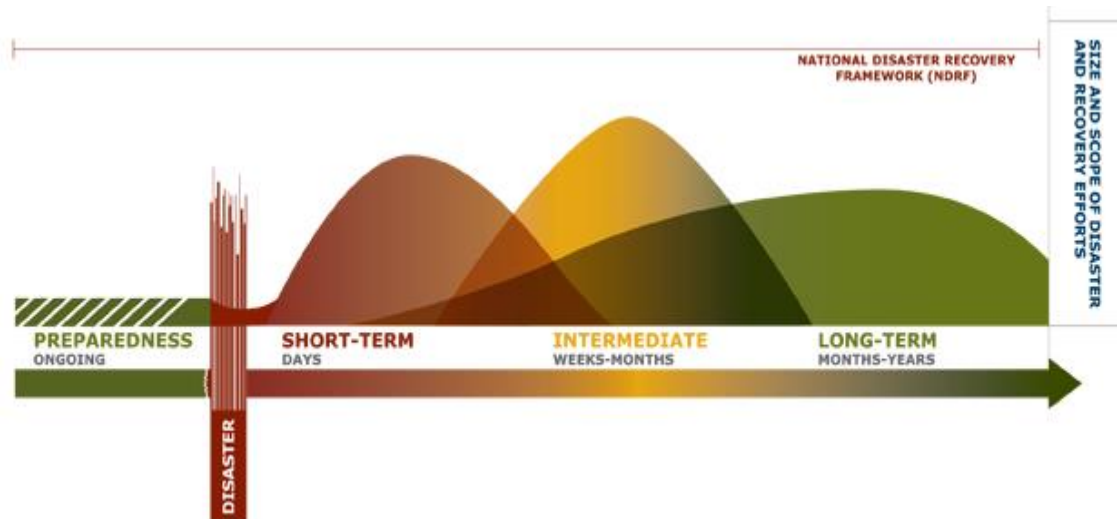 NATIONAL DISASTER RECOVERY
FRAMEWORK (NDRF)
SIZE AND SCOPE OF DISASTER
AND RECOVERY EFFORTS
PREPAREDNESS
ONGOING
SHORT-TERM
DAYS
INTERMEDIATE
WEEKS-MONTHS
LONG-TERM
MONTHS-YEARS
DISASTER